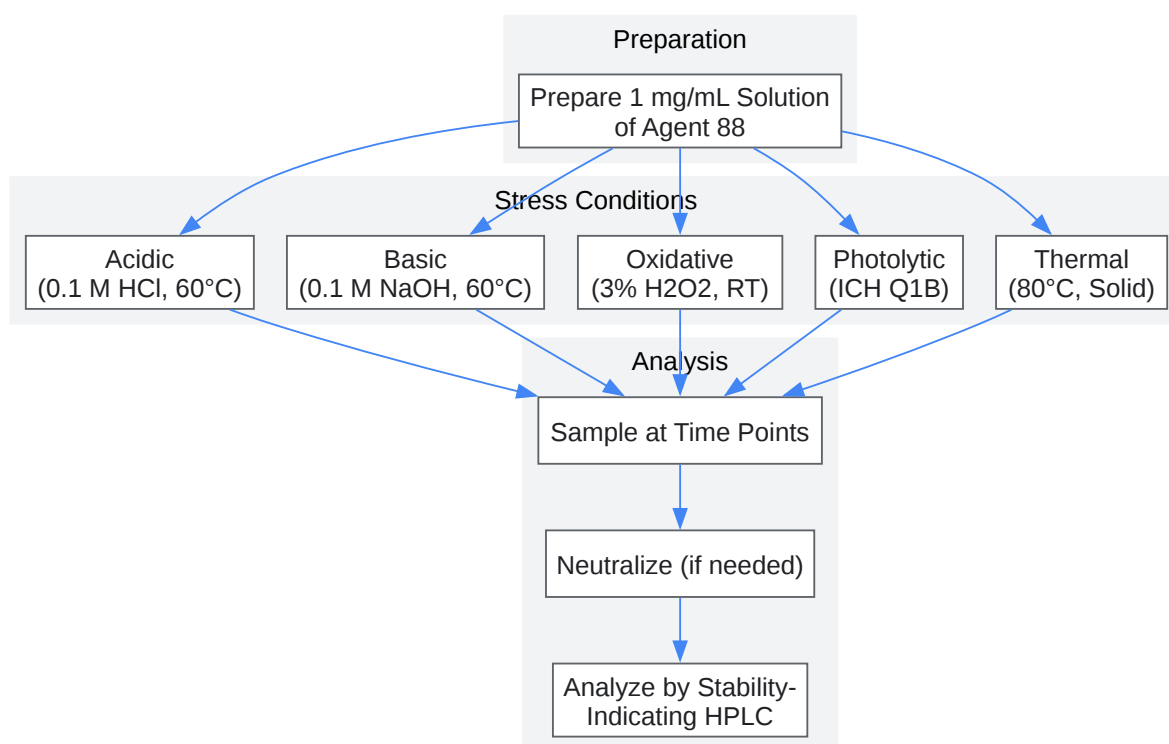 Preparation
Prepare 1 mg/mL Solution
of Agent 88
Stress Conditions
Acidic
(0.1 M HCl, 60°C)
Basic
(0.1 M NaOH, 60°C)
Oxidative
(3% H2O2, RT)
Photolytic
(ICH Q1B)
Thermal
(80°C, Solid)
Analysis
Sample at Time Points
Neutralize (if needed)
Analyze by Stability-
Indicating HPLC